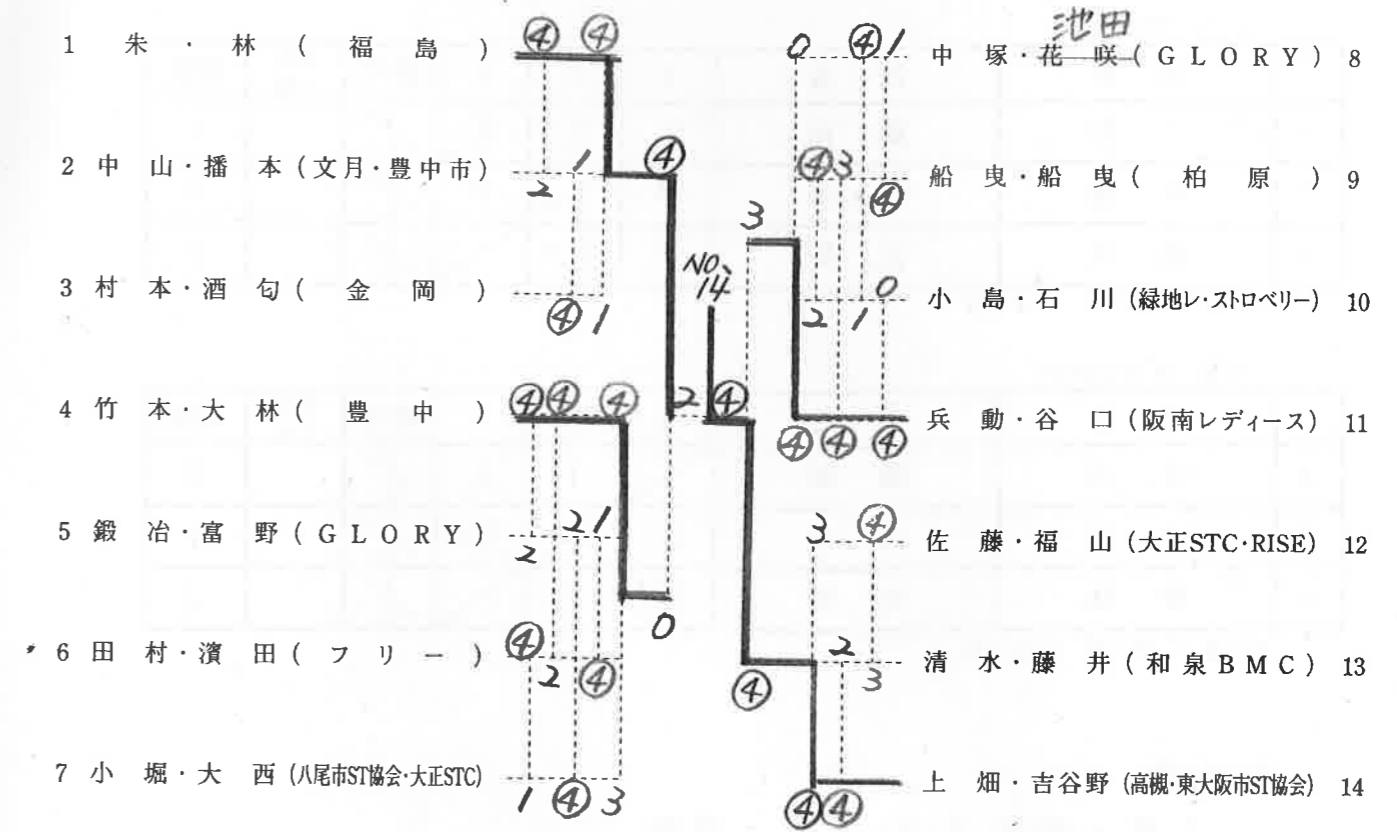 1 朱・林(福島)
④ ④
2 中山・播本(文月・豊中市)
2 1 ④
3 村本・酒匂(金岡)
④ 1
4 竹本・大林(豊中)
④ ④ ④
5 鍛冶・冨野(GLORY)
2 2 1
6 田村・濱田(フリー)
④ 2 ④ 0
7 小堀・大西(八尾市ST協会・大正STC)
1 ④ 3
NO、
14
2 ④
池田
0 ④ 1
中塚・花咲(GLORY) 8
④ 3 ④
船曳・船曳(柏原) 9
3
2 1 0
小島・石川(緑地レ・ストロベリー) 10
④ ④ ④
兵動・谷口(阪南レディース) 11
3 ④
佐藤・福山(大正STC・RISE) 12
④ 2 3
清水・藤井(和泉BMC) 13
④ ④
上畑・吉谷野(高槻・東大阪市ST協会) 14